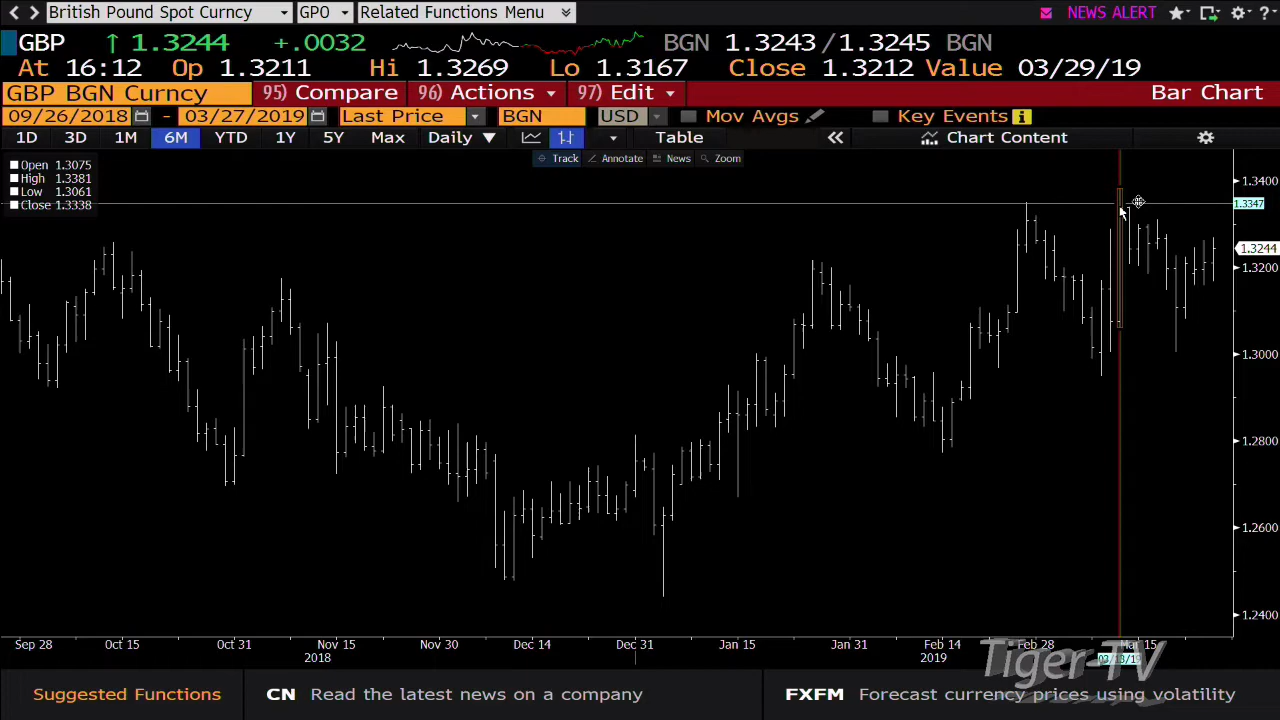 British Pound Spot Curncy GPO Related Functions Menu NEWS ALERT ?
GBP ↑ 1.3244 +.0032 BGN 1.3243 / 1.3245 BGN
At 16:12 Op 1.3211 Hi 1.3269 Lo 1.3167 Close 1.3212 Value 03/29/19
GBP BGN Curncy 95) Compare 96) Actions 97) Edit Bar Chart
09/26/2018 - 03/27/2019 Last Price BGN USD Mov Avgs Key Events i
1D 3D 1M 6M YTD 1Y 5Y Max Daily ▼ Table « Chart Content
Track Annotate News Zoom
Open 1.3075
High 1.3381
Low 1.3061
Close 1.3338
1.3400
1.3347
1.3244
1.3200
1.3000
1.2800
1.2600
1.2400
Sep 28 Oct 15 Oct 31 Nov 15 Nov 30 Dec 14 Dec 31 Jan 15 Jan 31 Feb 14 Feb 28 Mar 15
2018 2019 03/13/19
Tiger-TV
Suggested Functions CN Read the latest news on a company FXFM Forecast currency prices using volatility